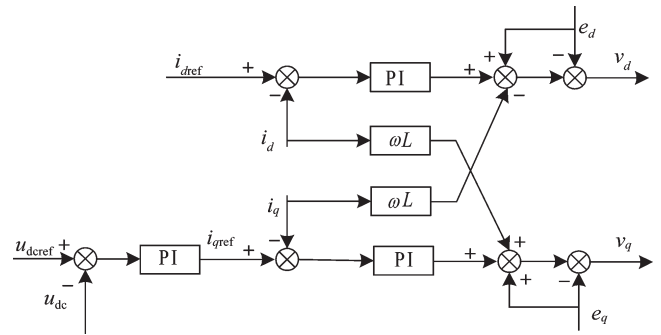 e_d
i_dref + + + − v_d
− PI −
i_d ωL
i_q ωL
u_dcref + PI i_qref + − PI + + + − v_q
− u_dc
e_q